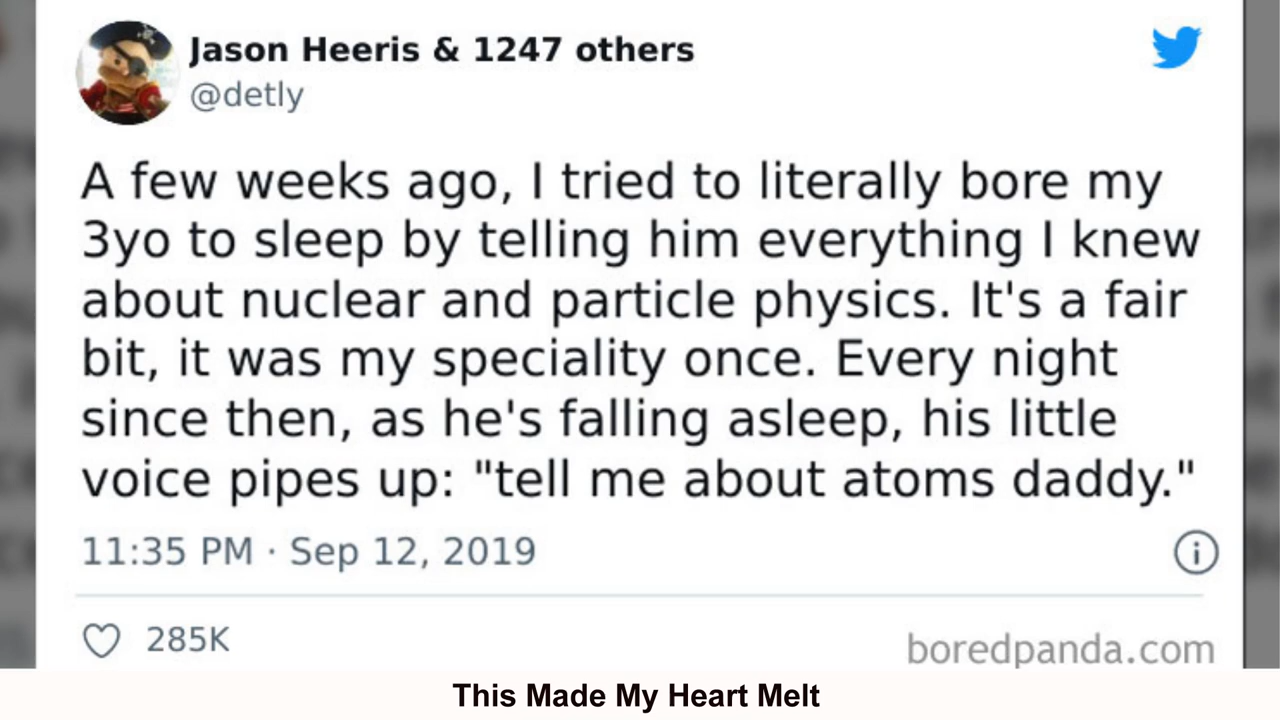 Jason Heeris & 1247 others
@detly
A few weeks ago, I tried to literally bore my
3yo to sleep by telling him everything I knew
about nuclear and particle physics. It's a fair
bit, it was my speciality once. Every night
since then, as he's falling asleep, his little
voice pipes up: "tell me about atoms daddy."
11:35 PM · Sep 12, 2019
285K
boredpanda.com
This Made My Heart Melt